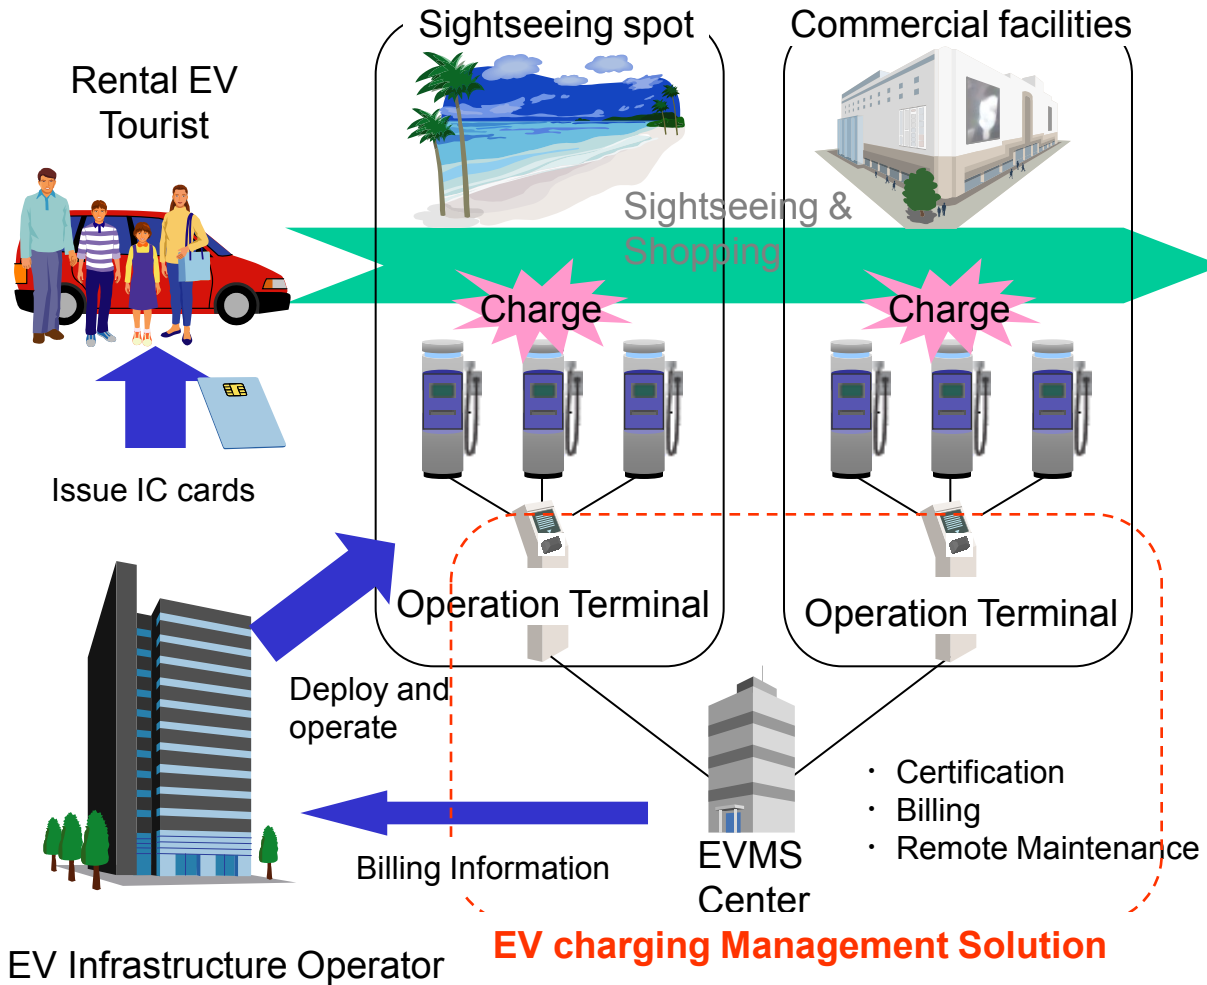 Sightseeing spot
Commercial facilities
Rental EV
Tourist
Sightseeing &
Shopping
Charge
Charge
Issue IC cards
Operation Terminal
Operation Terminal
Deploy and
operate
・ Certification
・ Billing
・ Remote Maintenance
Billing Information
EVMS
Center
EV charging Management Solution
EV Infrastructure Operator